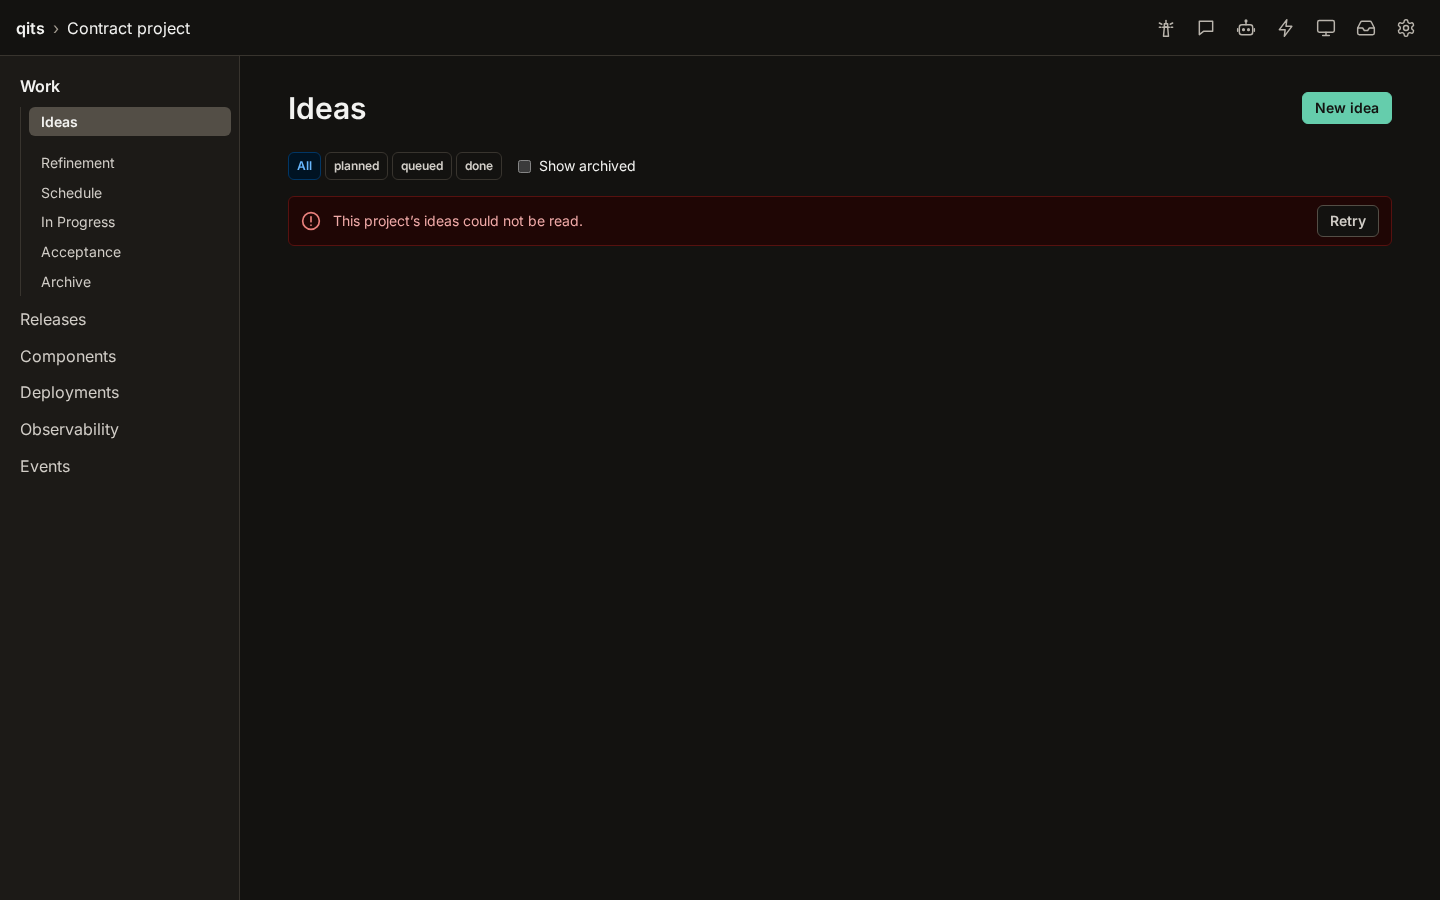 qits › Contract project
Work
Ideas
Refinement
Schedule
In Progress
Acceptance
Archive
Releases
Components
Deployments
Observability
Events
Ideas
New idea
All planned queued done Show archived
This project’s ideas could not be read. Retry